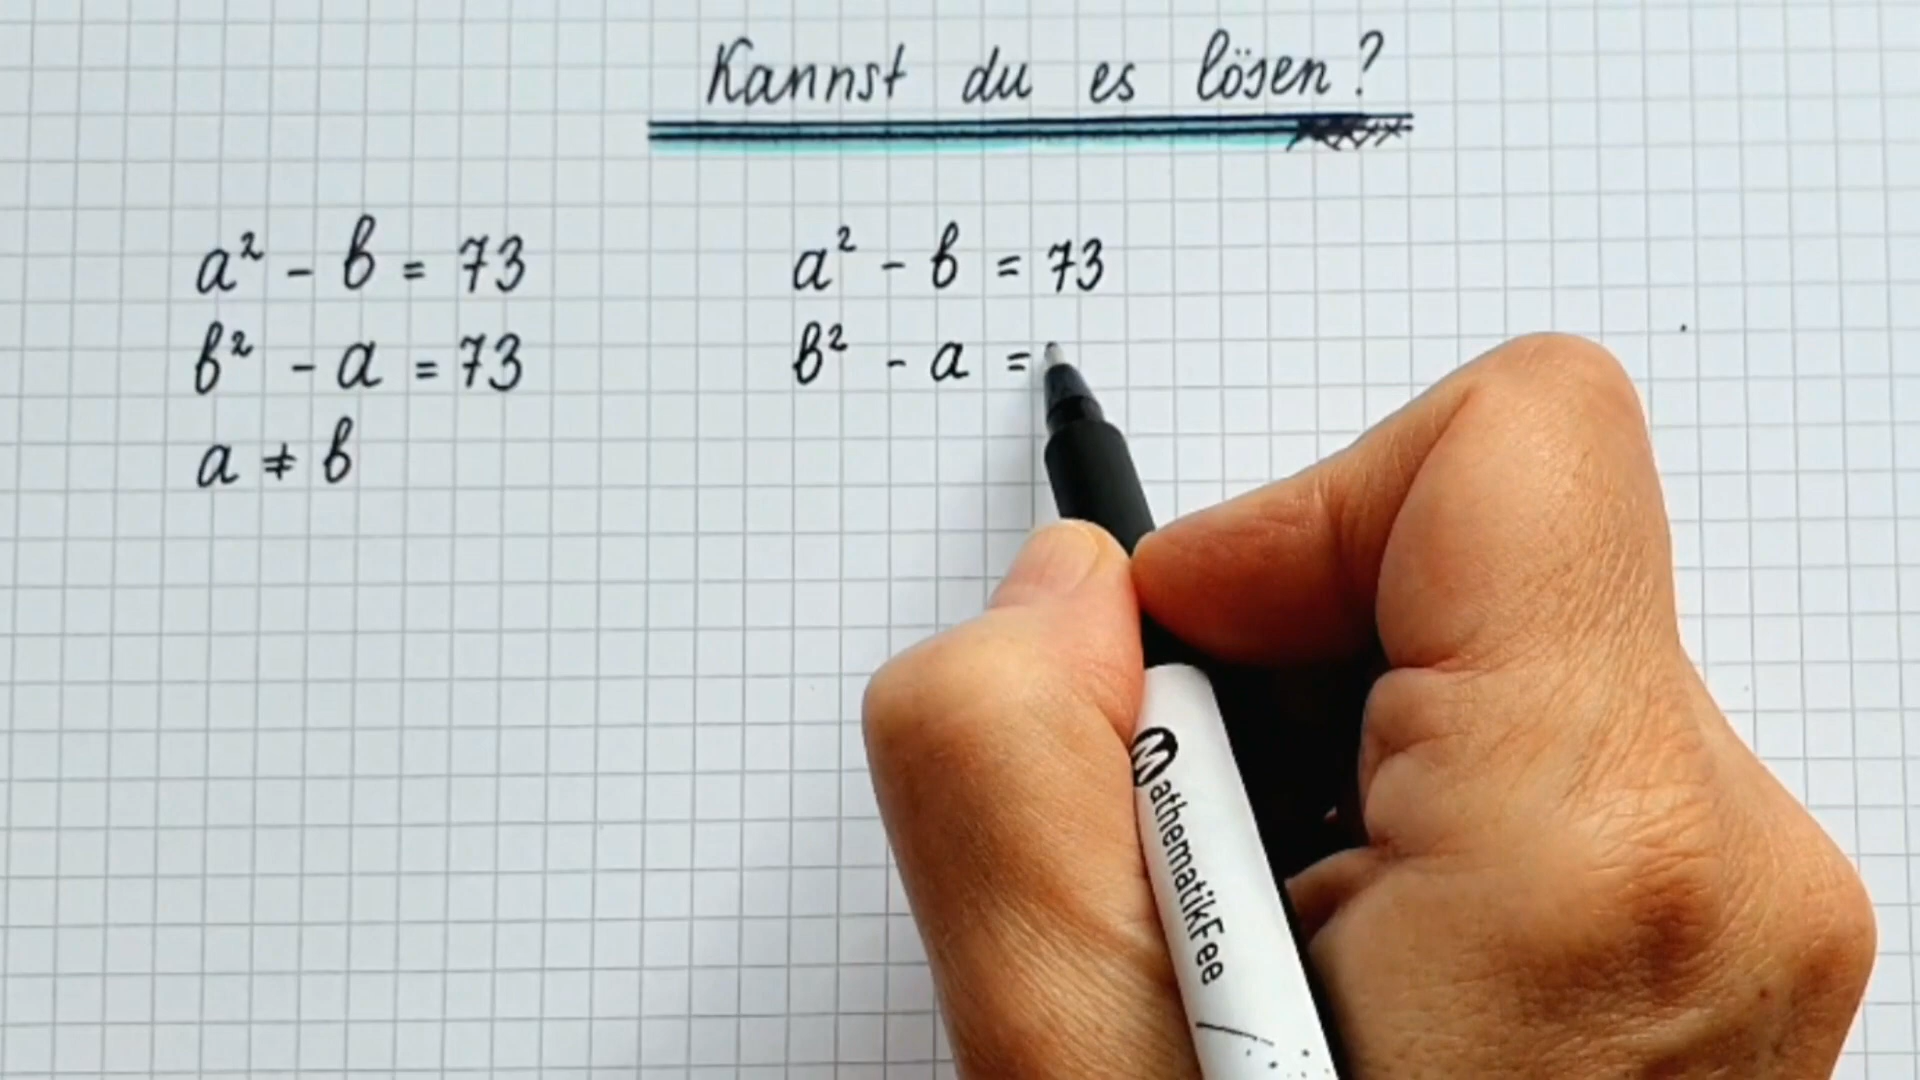 Kannst du es lösen?
a² - b = 73
b² - a = 73
a ≠ b
a² - b = 73
b² - a =
MathematikFee